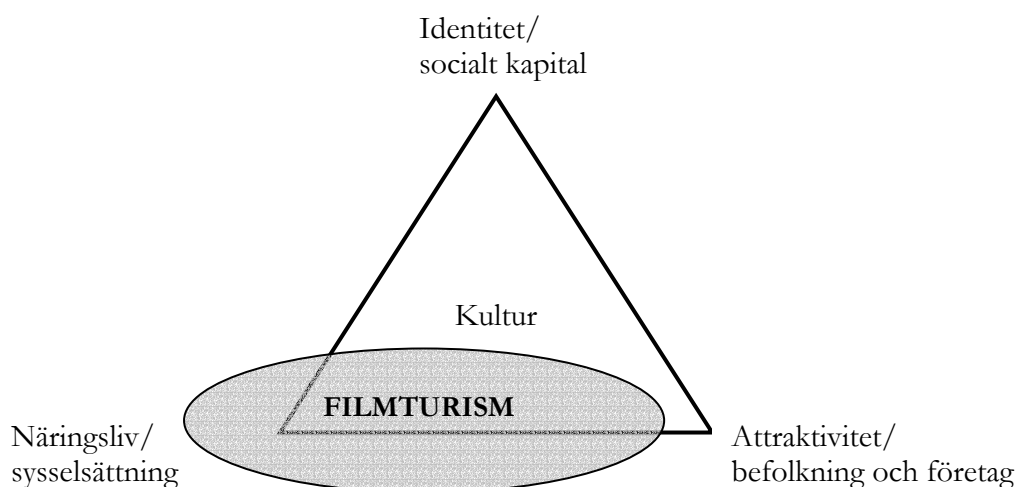 Identitet/
socialt kapital
Kultur
FILMTURISM
Näringsliv/
sysselsättning
Attraktivitet/
befolkning och företag